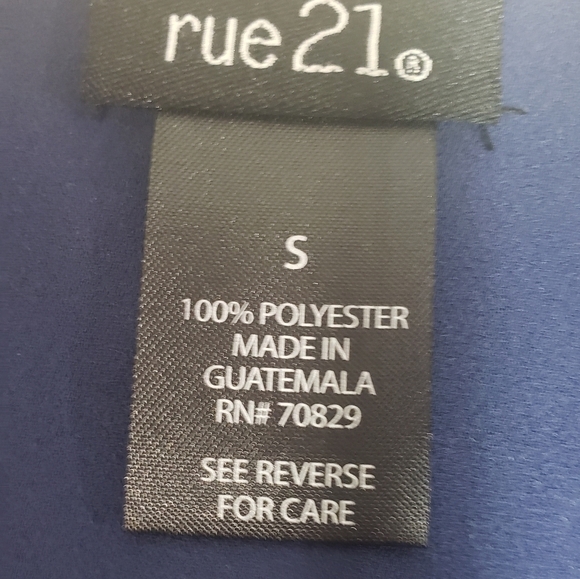 rue21®
S
100% POLYESTER
MADE IN
GUATEMALA
RN# 70829
SEE REVERSE
FOR CARE